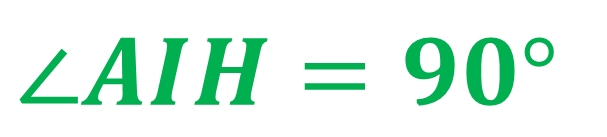 ∠AIH = 90°